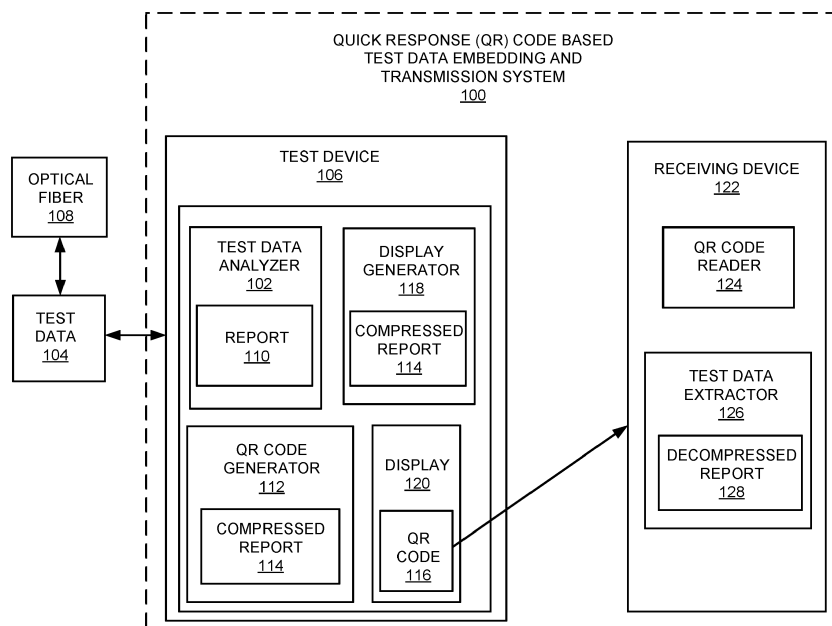 QUICK RESPONSE (QR) CODE BASED
TEST DATA EMBEDDING AND
TRANSMISSION SYSTEM
100
OPTICAL
FIBER
108
TEST
DATA
104
TEST DEVICE
106
TEST DATA
ANALYZER
102
REPORT
110
DISPLAY
GENERATOR
118
COMPRESSED
REPORT
114
QR CODE
GENERATOR
112
COMPRESSED
REPORT
114
DISPLAY
120
QR
CODE
116
RECEIVING DEVICE
122
QR CODE
READER
124
TEST DATA
EXTRACTOR
126
DECOMPRESSED
REPORT
128